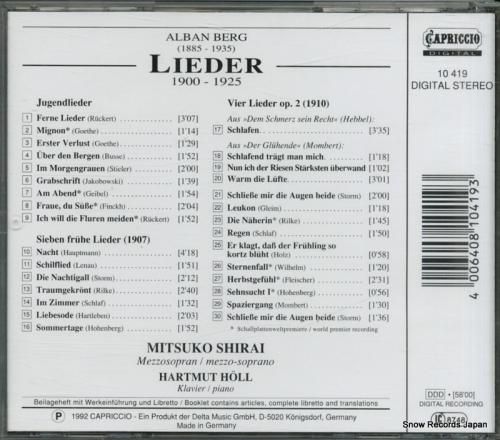 ALBAN BERG
(1885 - 1935)
LIEDER
1900 - 1925
CAPRICCIO
DIGITAL
10 419
DIGITAL STEREO
Jugendlieder
1 Ferne Lieder (Rückert) [3'07]
2 Mignon* (Goethe) [1'14]
3 Erster Verlust (Goethe) [1'29]
4 Über den Bergen (Busse) [1'52]
5 Im Morgengrauen (Stieler) [2'00]
6 Grabschrift (Jakobowski) [1'39]
7 Am Abend* (Geibel) [1'54]
8 Fraue, du Süße* (Finckh) [2'04]
9 Ich will die Fluren meiden* (Rückert) [1'52]
Sieben frühe Lieder (1907)
10 Nacht (Hauptmann) [4'18]
11 Schilflied (Lenau) [1'51]
12 Die Nachtigall (Storm) [2'12]
13 Traumgekrönt (Rilke) [2'40]
14 Im Zimmer (Schlaf) [1'32]
15 Liebesode (Hartleben) [2'03]
16 Sommertage (Hohenberg) [1'52]
Vier Lieder op. 2 (1910)
Aus »Dem Schmerz sein Recht« (Hebbel):
17 Schlafen [3'35]
Aus »Der Glühende« (Mombert):
18 Schlafend trägt man mich [1'18]
19 Nun ich der Riesen Stärksten überwand [1'02]
20 Warm die Lüfte [3'01]
21 Schließe mir die Augen beide (Storm) [2'00]
22 Leukon (Gleim) [1'18]
23 Die Näherin* (Rilke) [1'45]
24 Regen (Schlaf) [1'50]
25 Er klagt, daß der Frühling so
kortz blüht (Holz) [0'58]
26 Sternenfall* (Wilhelm) [1'20]
27 Herbstgefühl* (Fleischer) [2'31]
28 Sehnsucht I* (Hohenberg) [0'56]
29 Spaziergang (Mombert) [1'30]
30 Schließe mir die Augen beide (Storm) [1'36]
* Schallplattenweltpremiere / world premier recording
MITSUKO SHIRAI
Mezzosopran / mezzo-soprano
HARTMUT HÖLL
Klavier / piano
Beilageheft mit Werkeinführung und Libretto / Booklet contains articles, complete libretto and translations
P 1992 CAPRICCIO - Ein Produkt der Delta Music GmbH, D-5020 Königsdorf, Germany
Made in Germany
4 006408 104193
DDD • [58'00]
DIGITAL RECORDING
LC 8748
Snow Records Japan